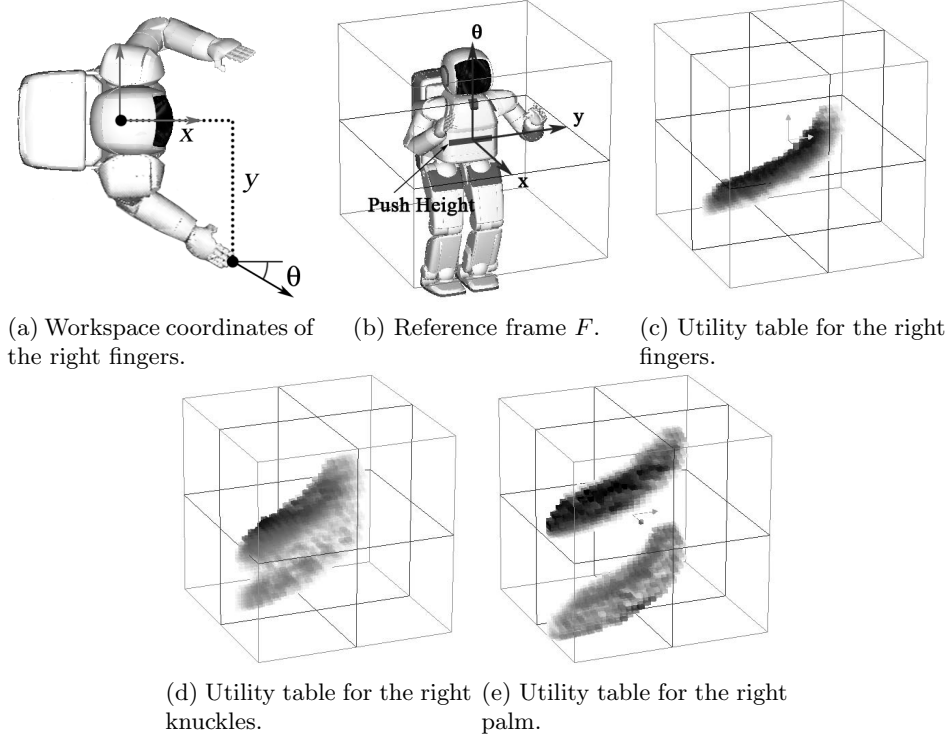 x
y
θ
θ
y
x
Push Height
(a) Workspace coordinates of
the right fingers.
(b) Reference frame F.
(c) Utility table for the right
fingers.
(d) Utility table for the right
knuckles.
(e) Utility table for the right
palm.